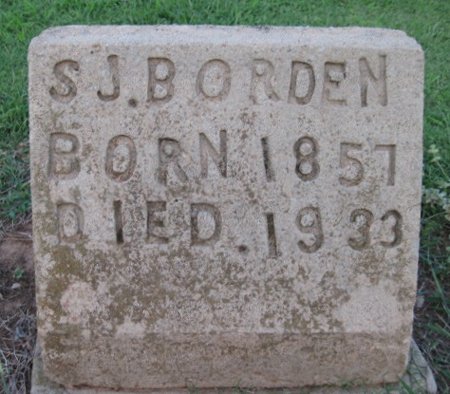 S J. BORDEN
BORN 1857
DIED. 1933